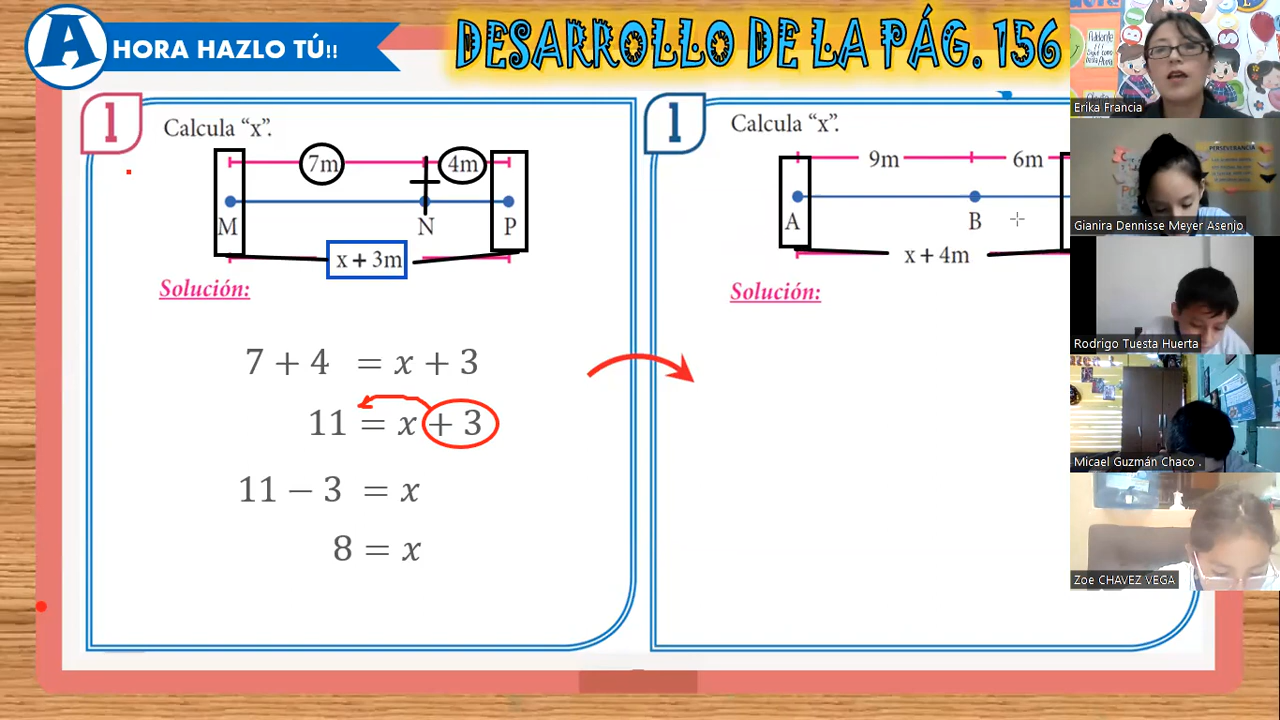 A
HORA HAZLO TÚ!!
DESARROLLO DE LA PÁG. 156
1
Calcula “x”.
7m
4m
M
N
P
x + 3m
Solución:
7 + 4 = x + 3
11 = x + 3
11 − 3 = x
8 = x
1
Calcula “x”.
9m
6m
A
B
x + 4m
Solución:
Erika Francia
PERSEVERANCIA
Gianira Dennisse Meyer Asenjo
Rodrigo Tuesta Huerta
Micael Guzmán Chaco .
Zoe CHAVEZ VEGA